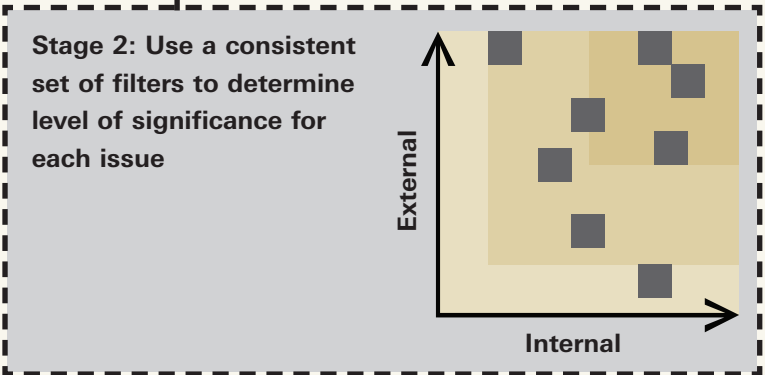 Stage 2: Use a consistent
set of filters to determine
level of significance for
each issue
External
Internal